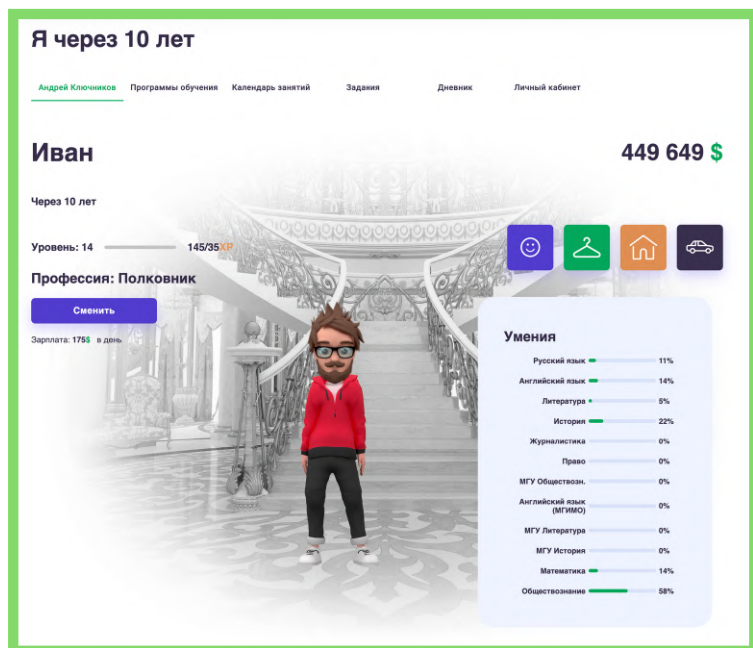 Я через 10 лет
Андрей Ключников Программы обучения Календарь занятий Задания Дневник Личный кабинет
Иван
449 649 $
Через 10 лет
Уровень: 14 145/35XP
Профессия: Полковник
Сменить
Зарплата: 175$ в день
Умения
Русский язык 11%
Английский язык 14%
Литература 5%
История 22%
Журналистика 0%
Право 0%
МГУ Обществозн. 0%
Английский язык
(МГИМО) 0%
МГУ Литература 0%
МГУ История 0%
Математика 14%
Обществознание 58%